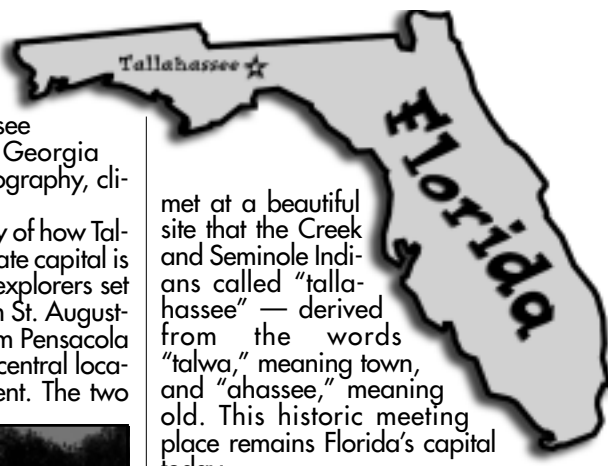 Tallahassee
Florida
see
Georgia
ography, cli-
y of how Tal-
ate capital is
explorers set
St. August-
m Pensacola
central loca-
ent. The two
met at a beautiful
site that the Creek
and Seminole Indi-
ans called “talla-
hassee” — derived
from the words
“talwa,” meaning town,
and “ahassee,” meaning
old. This historic meeting
place remains Florida’s capital
today.